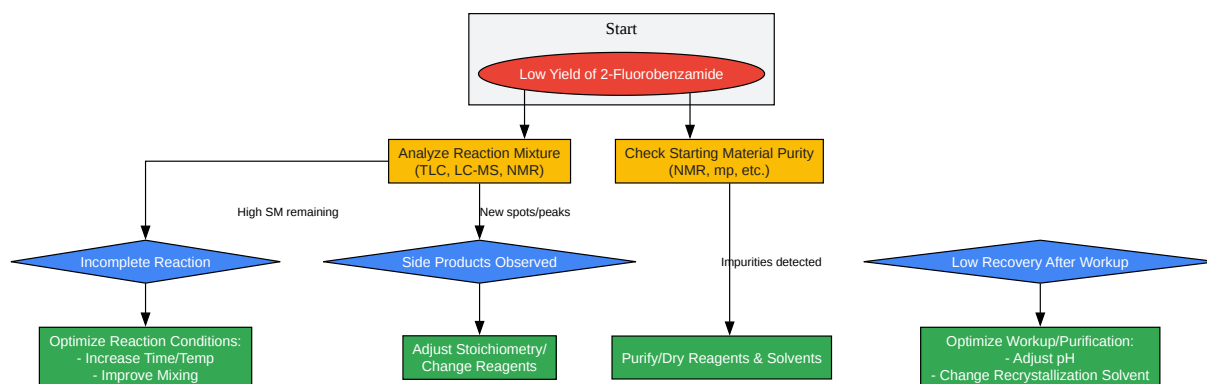 Start
Low Yield of 2-Fluorobenzamide
Analyze Reaction Mixture
(TLC, LC-MS, NMR)
Check Starting Material Purity
(NMR, mp, etc.)
High SM remaining
New spots/peaks
Incomplete Reaction
Side Products Observed
Impurities detected
Low Recovery After Workup
Optimize Reaction Conditions:
- Increase Time/Temp
- Improve Mixing
Adjust Stoichiometry/
Change Reagents
Purify/Dry Reagents & Solvents
Optimize Workup/Purification:
- Adjust pH
- Change Recrystallization Solvent